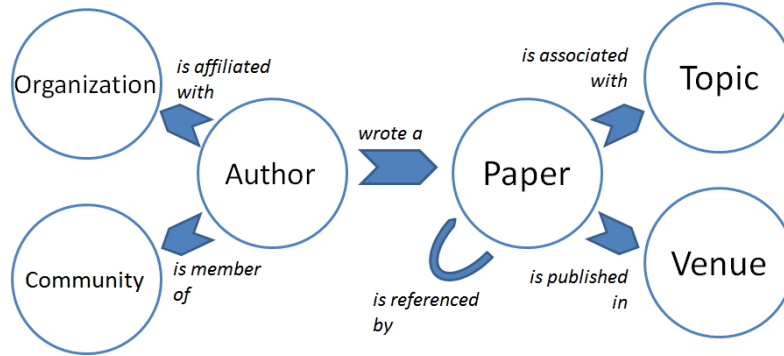 Organization
is affiliated
with
is associated
with
Topic
wrote a
Author
Paper
Community
is member
of
is referenced
by
is published
in
Venue